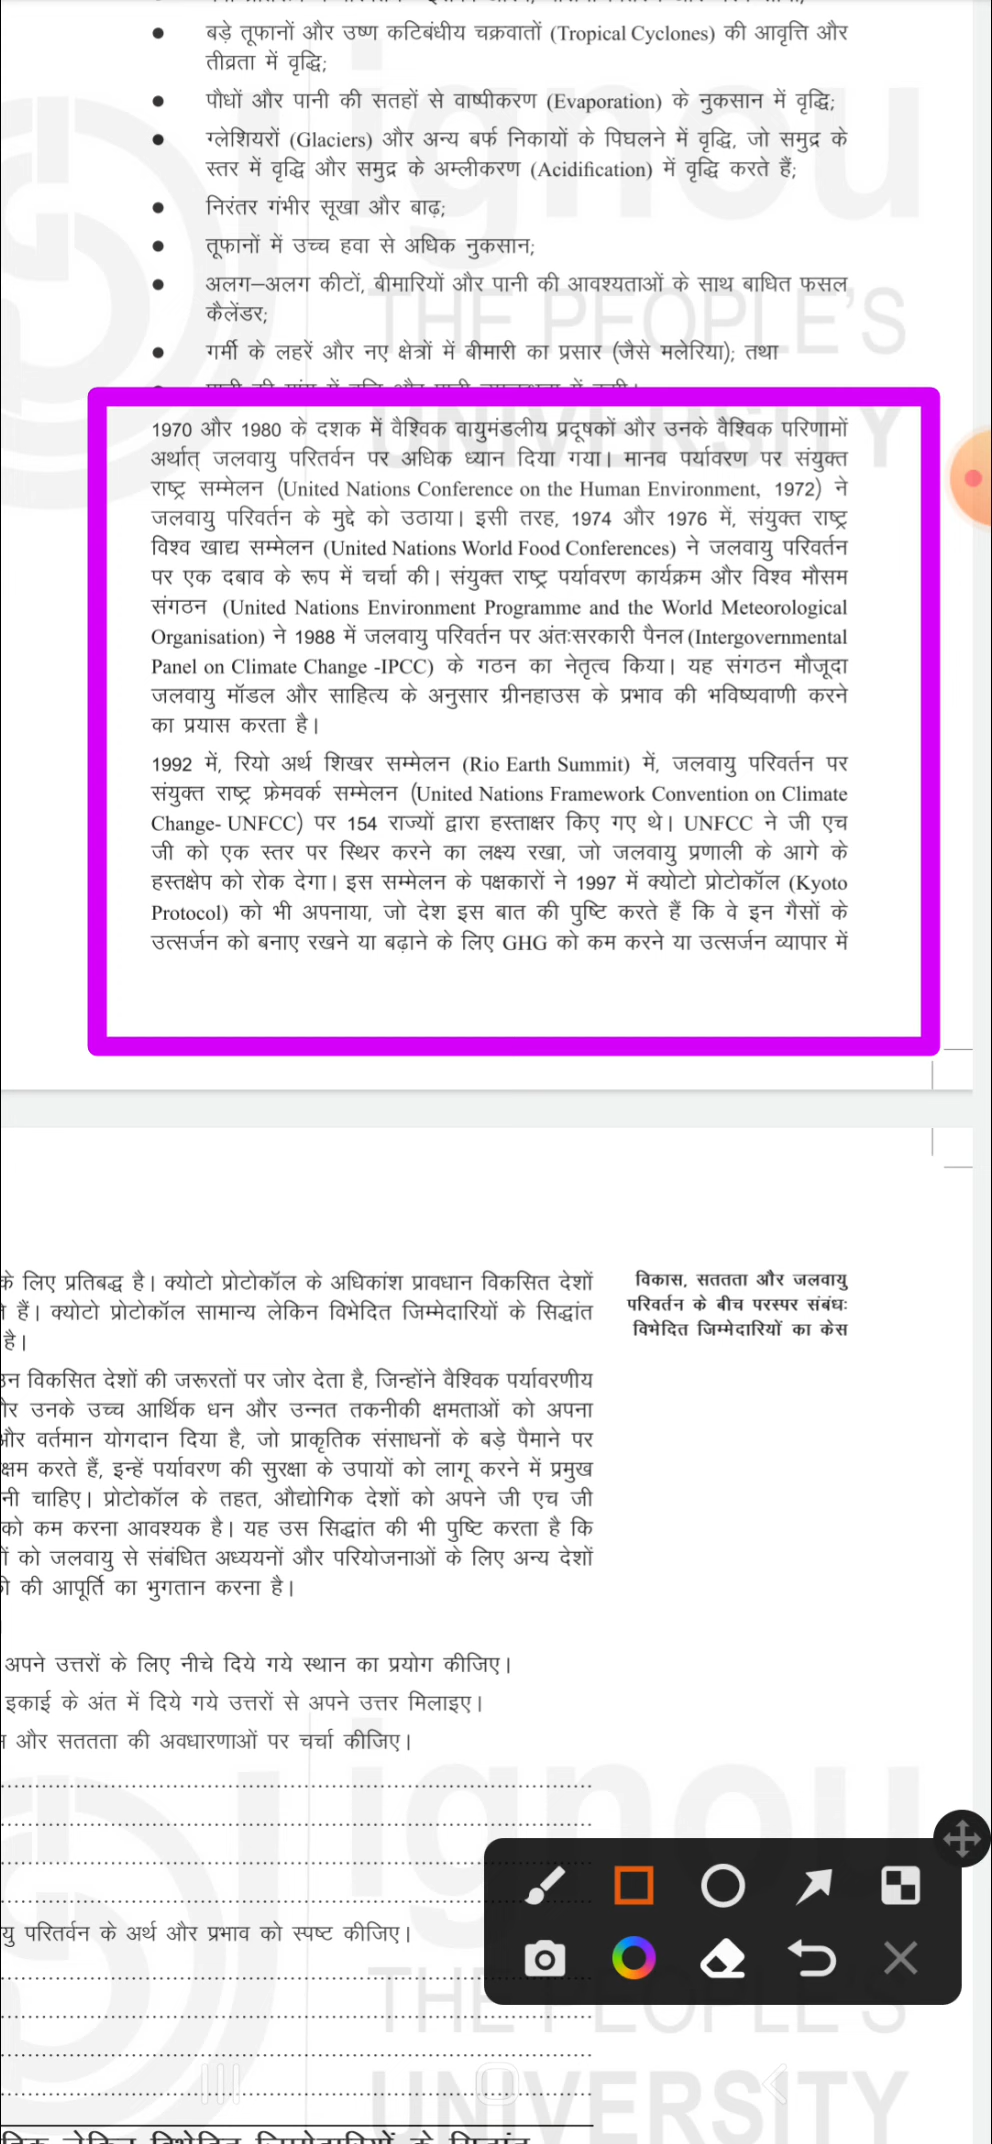 बड़े तूफानों और उष्ण कटिबंधीय चक्रवातों (Tropical Cyclones) की आवृत्ति और
तीव्रता में वृद्धि;
पौधों और पानी की सतहों से वाष्पीकरण (Evaporation) के नुकसान में वृद्धि;
ग्लेशियरों (Glaciers) और अन्य बर्फ निकायों के पिघलने में वृद्धि, जो समुद्र के
स्तर में वृद्धि और समुद्र के अम्लीकरण (Acidification) में वृद्धि करते हैं;
निरंतर गंभीर सूखा और बाढ़;
तूफानों में उच्च हवा से अधिक नुकसान;
अलग–अलग कीटों, बीमारियों और पानी की आवश्यताओं के साथ बाधित फसल
कैलेंडर;
गर्मी के लहरें और नए क्षेत्रों में बीमारी का प्रसार (जैसे मलेरिया); तथा
1970 और 1980 के दशक में वैश्विक वायुमंडलीय प्रदूषकों और उनके वैश्विक परिणामों
अर्थात् जलवायु परितर्वन पर अधिक ध्यान दिया गया। मानव पर्यावरण पर संयुक्त
राष्ट्र सम्मेलन (United Nations Conference on the Human Environment, 1972) ने
जलवायु परिवर्तन के मुद्दे को उठाया। इसी तरह, 1974 और 1976 में, संयुक्त राष्ट्र
विश्व खाद्य सम्मेलन (United Nations World Food Conferences) ने जलवायु परिवर्तन
पर एक दबाव के रूप में चर्चा की। संयुक्त राष्ट्र पर्यावरण कार्यक्रम और विश्व मौसम
संगठन (United Nations Environment Programme and the World Meteorological
Organisation) ने 1988 में जलवायु परिवर्तन पर अंतःसरकारी पैनल (Intergovernmental
Panel on Climate Change -IPCC) के गठन का नेतृत्व किया। यह संगठन मौजूदा
जलवायु मॉडल और साहित्य के अनुसार ग्रीनहाउस के प्रभाव की भविष्यवाणी करने
का प्रयास करता है।
1992 में, रियो अर्थ शिखर सम्मेलन (Rio Earth Summit) में, जलवायु परिवर्तन पर
संयुक्त राष्ट्र फ्रेमवर्क सम्मेलन (United Nations Framework Convention on Climate
Change- UNFCC) पर 154 राज्यों द्वारा हस्ताक्षर किए गए थे। UNFCC ने जी एच
जी को एक स्तर पर स्थिर करने का लक्ष्य रखा, जो जलवायु प्रणाली के आगे के
हस्तक्षेप को रोक देगा। इस सम्मेलन के पक्षकारों ने 1997 में क्योटो प्रोटोकॉल (Kyoto
Protocol) को भी अपनाया, जो देश इस बात की पुष्टि करते हैं कि वे इन गैसों के
उत्सर्जन को बनाए रखने या बढ़ाने के लिए GHG को कम करने या उत्सर्जन व्यापार में
के लिए प्रतिबद्ध है। क्योटो प्रोटोकॉल के अधिकांश प्रावधान विकसित देशों
हैं। क्योटो प्रोटोकॉल सामान्य लेकिन विभेदित जिम्मेदारियों के सिद्धांत
है।
विकास, सततता और जलवायु
परिवर्तन के बीच परस्पर संबंधः
विभेदित जिम्मेदारियों का केस
विकसित देशों की जरूरतों पर जोर देता है, जिन्होंने वैश्विक पर्यावरणीय
उनके उच्च आर्थिक धन और उन्नत तकनीकी क्षमताओं को अपना
और वर्तमान योगदान दिया है, जो प्राकृतिक संसाधनों के बड़े पैमाने पर
क्षम करते हैं, इन्हें पर्यावरण की सुरक्षा के उपायों को लागू करने में प्रमुख
नी चाहिए। प्रोटोकॉल के तहत, औद्योगिक देशों को अपने जी एच जी
को कम करना आवश्यक है। यह उस सिद्धांत की भी पुष्टि करता है कि
को जलवायु से संबंधित अध्ययनों और परियोजनाओं के लिए अन्य देशों
की आपूर्ति का भुगतान करना है।
अपने उत्तरों के लिए नीचे दिये गये स्थान का प्रयोग कीजिए।
इकाई के अंत में दिये गये उत्तरों से अपने उत्तर मिलाइए।
और सततता की अवधारणाओं पर चर्चा कीजिए।
यु परितर्वन के अर्थ और प्रभाव को स्पष्ट कीजिए।
ignou
THE PEOPLE'S
UNIVERSITY
ignou
THE PEOPLE'S
UNIVERSITY